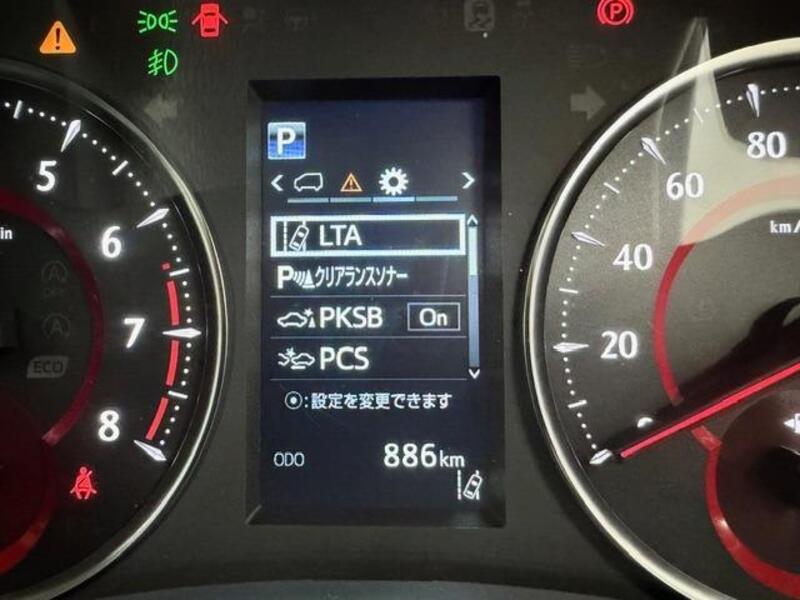 P
P
LTA
Pクリアランスソナー
PKSB On
PCS
:設定を変更できます
ODO 886km
5
6
7
8
ECO
80
60
40
20